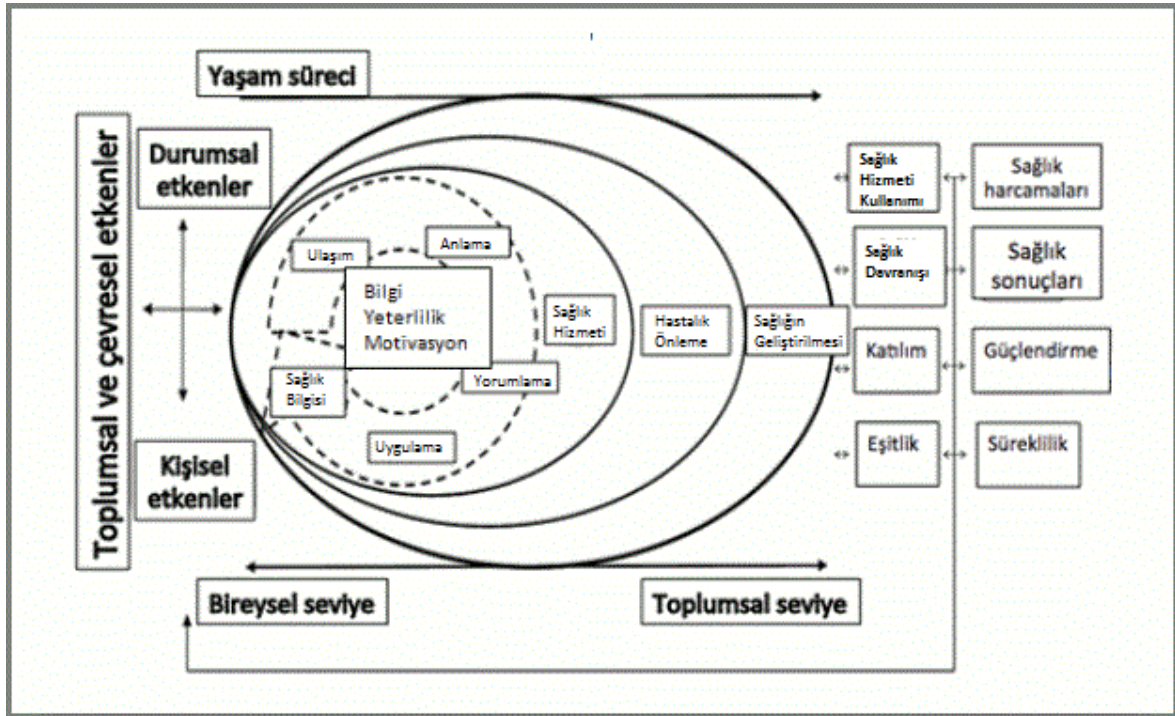 Yaşam süreci
Toplumsal ve çevresel etkenler
Durumsal
etkenler
Kişisel
etkenler
Ulaşım
Anlama
Bilgi
Yeterlilik
Motivasyon
Sağlık
Bilgisi
Yorumlama
Uygulama
Sağlık
Hizmeti
Hastalık
Önleme
Sağlığın
Geliştirilmesi
Sağlık
Hizmeti
Kullanımı
Sağlık
harcamaları
Sağlık
Davranışı
Sağlık
sonuçları
Katılım
Güçlendirme
Eşitlik
Süreklilik
Bireysel seviye
Toplumsal seviye